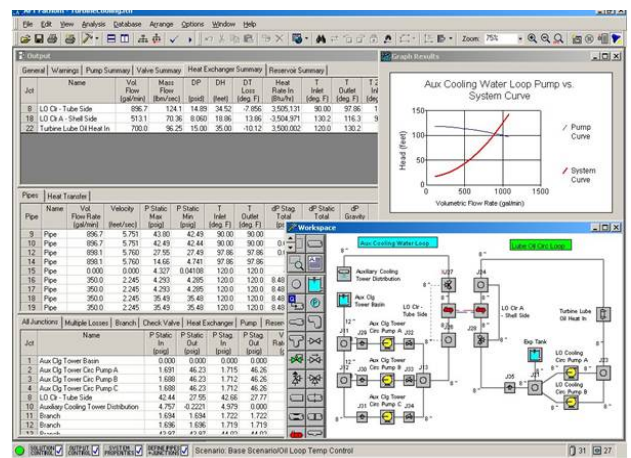 AFT Fathom - TurbineCooling.fth
File Edit View Analysis Database Arrange Options Window Help
Zoom: 75%
Output
General Warnings Pump Summary Valve Summary Heat Exchanger Summary Reservoir Summary
Jct Name Vol. Flow (gal/min) Mass Flow (lbm/sec) DP (psid) DH (feet) DT Loss (deg. F) Heat Rate In (Btu/hr) T Inlet (deg. F) T Outlet (deg. F)
8 LO Clr - Tube Side 896.7 124.1 14.89 34.52 -7.856 3,505,131 90.00 97.86
18 LO Clr A - Shell Side 513.1 70.36 8.060 18.86 13.86 -3,504,971 130.2 116.3
22 Turbine Lube Oil Heat In 700.0 96.25 15.00 35.00 -10.12 3,500,002 120.0 130.2
Graph Results
Aux Cooling Water Loop Pump vs. System Curve
Head (feet)
150
100
50
0
0 500 1000 1500
Volumetric Flow Rate (gal/min)
Pump Curve
System Curve
Pipes Heat Transfer
Pipe Name Vol. Flow Rate (gal/min) Velocity (feet/sec) P Static Max (psig) P Static Min (psig) T Inlet (deg. F) T Outlet (deg. F) dP Stag. Total dP Static Total dP Gravity
9 Pipe 896.7 5.751 43.80 42.49 90.00 90.00
10 Pipe 896.7 5.751 42.49 42.44 90.00 90.00
12 Pipe 898.1 5.760 27.55 27.49 97.86 97.86
14 Pipe 898.1 5.760 14.66 4.741 97.86 97.86
15 Pipe 0.000 0.000 4.327 0.04108 120.0 120.0
16 Pipe 350.0 2.245 4.293 4.285 120.0 120.0
17 Pipe 350.0 2.245 4.293 4.285 120.0 120.0
18 Pipe 350.0 2.245 35.49 35.48 120.0 120.0
19 Pipe 350.0 2.245 35.49 35.48 120.0 120.0
Workspace
Aux Cooling Water Loop
Lube Oil Circ Loop
Auxiliary Cooling Tower Distribution
Aux Clg Tower Basin
LO Clr - Tube Side
LO Clr A - Shell Side
Turbine Lube Oil Heat In
Exp Tank
Aux Clg Tower Circ Pump A
Aux Clg Tower Circ Pump B
Aux Clg Tower Circ Pump C
LO Cooling Circ Pump A
LO Cooling Circ Pump B
All Junctions Multiple Losses Branch Check Valve Heat Exchanger Pump
Jct Name P Static In (psig) P Static Out (psig) P Stag. In (psig) P Stag. Out (psig)
1 Aux Clg Tower Basin 0.000 0.000 0.000 0.000
2 Aux Clg Tower Circ Pump A 1.691 46.23 1.715 46.26
3 Aux Clg Tower Circ Pump B 1.688 46.23 1.712 46.26
4 Aux Clg Tower Circ Pump C 1.688 46.23 1.712 46.26
8 LO Clr - Tube Side 42.44 27.55 42.66 27.77
10 Auxiliary Cooling Tower Distribution 4.757 -0.2221 4.979 0.000
11 Branch 1.694 1.694 1.722 1.722
12 Branch 1.696 1.696 1.719 1.719
SOLUTION CONTROL OUTPUT CONTROL SYSTEM PROPERTIES DEFINE PIPES + JUNCTIONS Scenario: Base Scenario/Oil Loop Temp Control 31 27